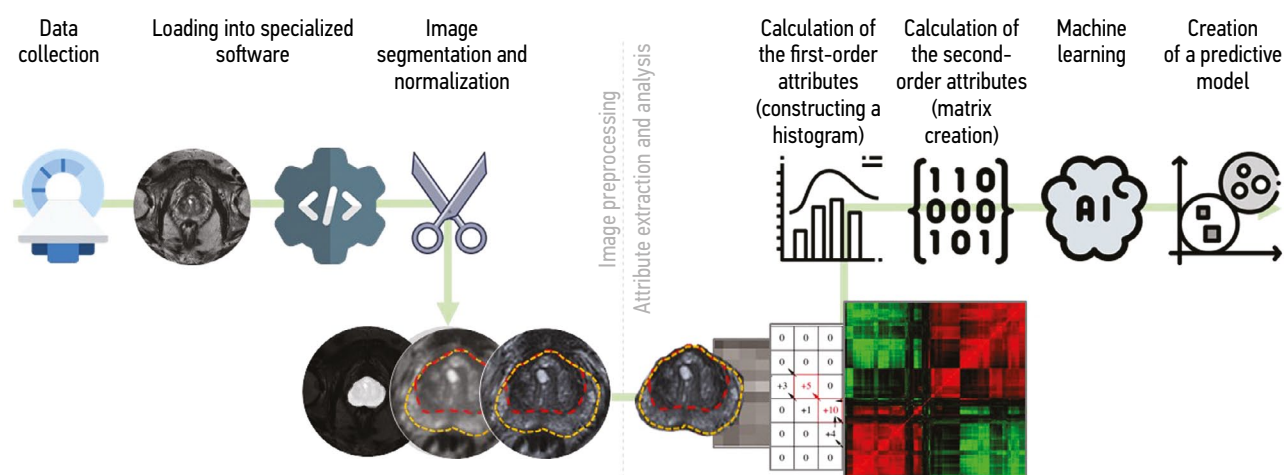 Data
collection
Loading into specialized
software
Image
segmentation and
normalization
Image preprocessing
Attribute extraction and analysis
Calculation of
the first-order
attributes
(constructing a
histogram)
Calculation of
the second-
order attributes
(matrix
creation)
Machine
learning
Creation
of a predictive
model
</>
110
000
101
AI
0 0 0
0 0 0
+3 +5 0
0 +1 +10
0 0 +4
0 0 0